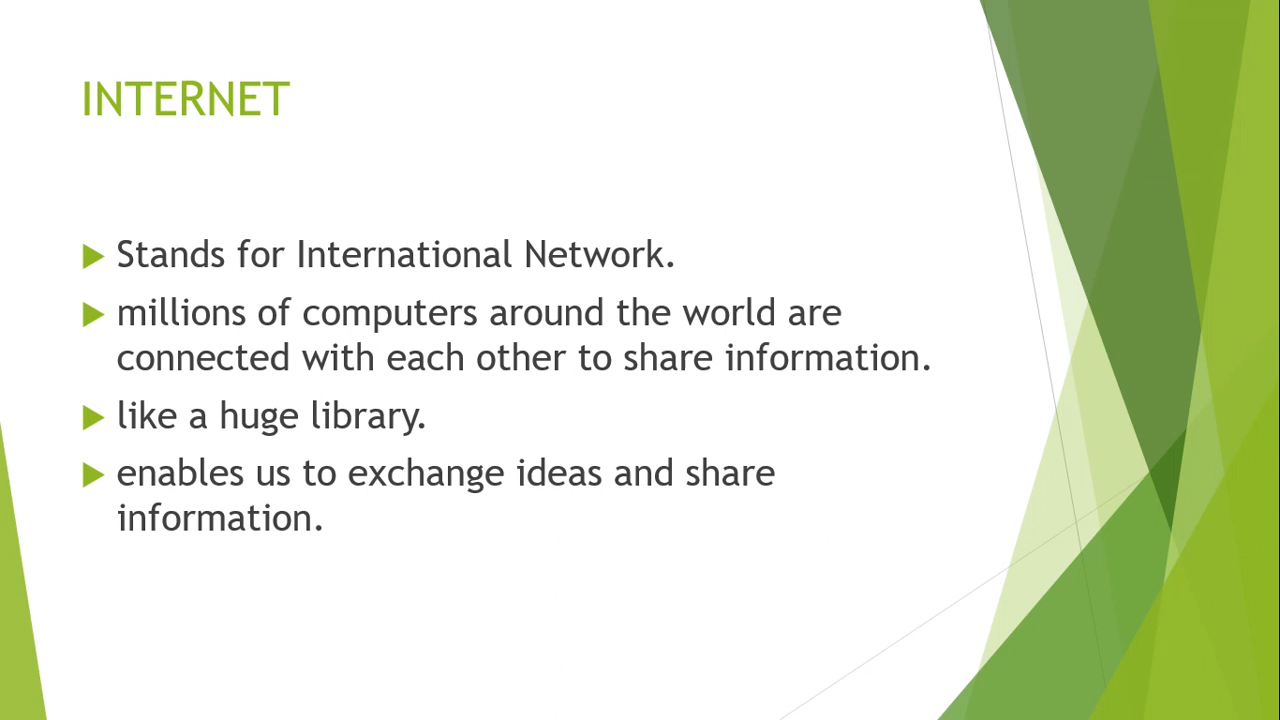 INTERNET
Stands for International Network.
millions of computers around the world are
connected with each other to share information.
like a huge library.
enables us to exchange ideas and share
information.